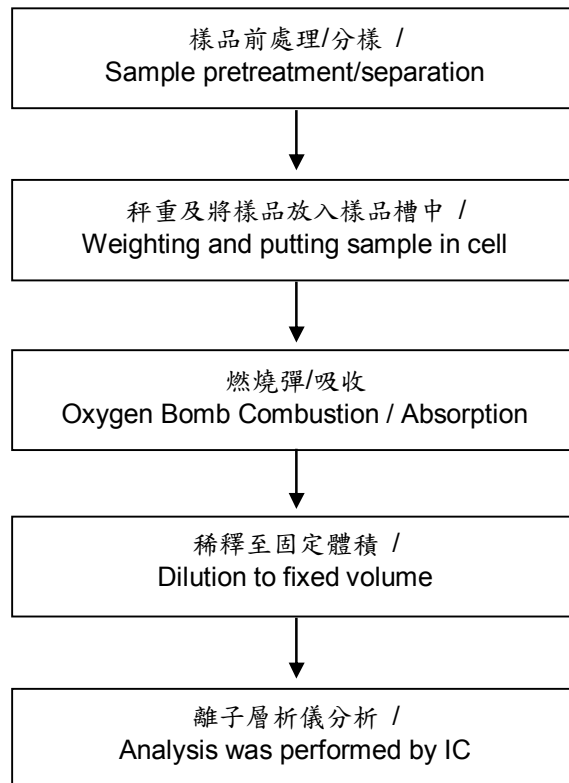 樣品前處理/分樣 /
Sample pretreatment/separation
秤重及將樣品放入樣品槽中 /
Weighting and putting sample in cell
燃燒彈/吸收
Oxygen Bomb Combustion / Absorption
稀釋至固定體積 /
Dilution to fixed volume
離子層析儀分析 /
Analysis was performed by IC